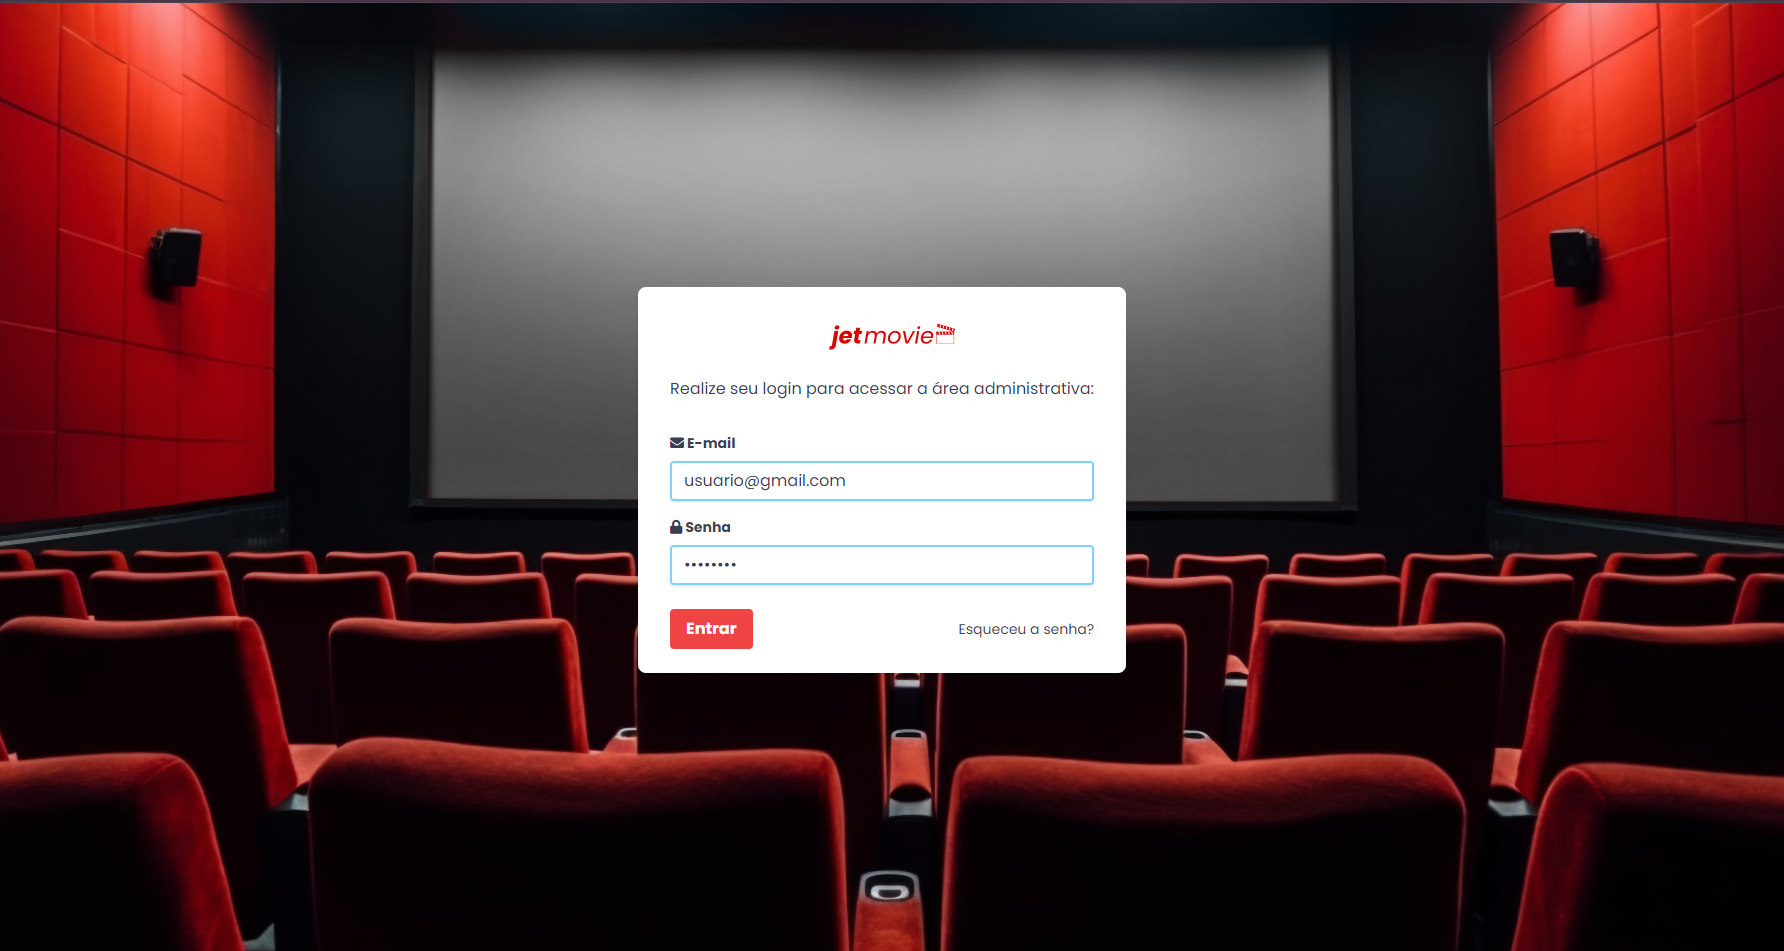 jetmovie
Realize seu login para acessar a área administrativa:
E-mail
usuario@gmail.com
Senha
••••••••
Entrar
Esqueceu a senha?